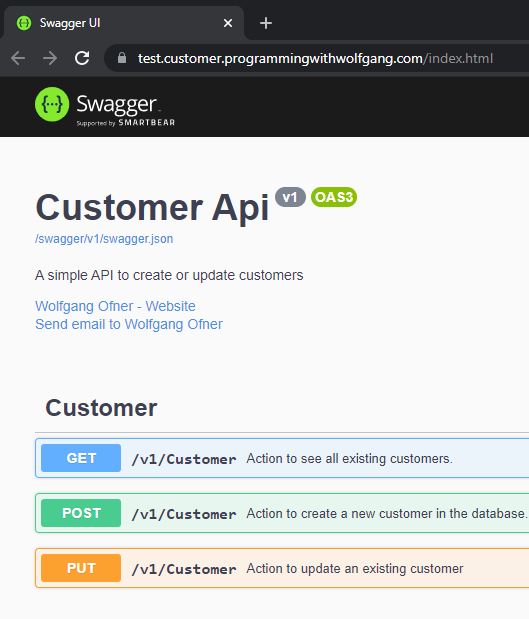 Swagger UI
test.customer.programmingwithwolfgang.com/index.html
Swagger
Supported by SMARTBEAR
Customer Api v1 OAS3
/swagger/v1/swagger.json
A simple API to create or update customers
Wolfgang Ofner - Website
Send email to Wolfgang Ofner
Customer
GET /v1/Customer Action to see all existing customers.
POST /v1/Customer Action to create a new customer in the database.
PUT /v1/Customer Action to update an existing customer